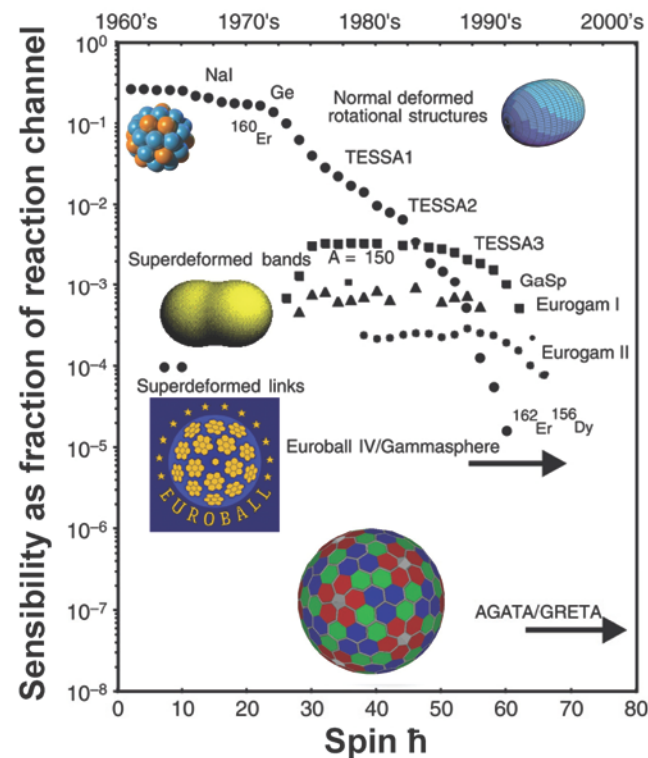 1960's 1970's 1980's 1990's 2000's
Sensibility as fraction of reaction channel
10⁰
10⁻¹
10⁻²
10⁻³
10⁻⁴
10⁻⁵
10⁻⁶
10⁻⁷
10⁻⁸
NaI
Ge
¹⁶⁰Er
Normal deformed
rotational structures
TESSA1
TESSA2
TESSA3
Superdeformed bands
A = 150
GaSp
Eurogam I
Eurogam II
Superdeformed links
¹⁶²Er ¹⁵⁶Dy
Euroball IV/Gammasphere
EUROBALL
AGATA/GRETA
0 10 20 30 40 50 60 70 80
Spin ħ